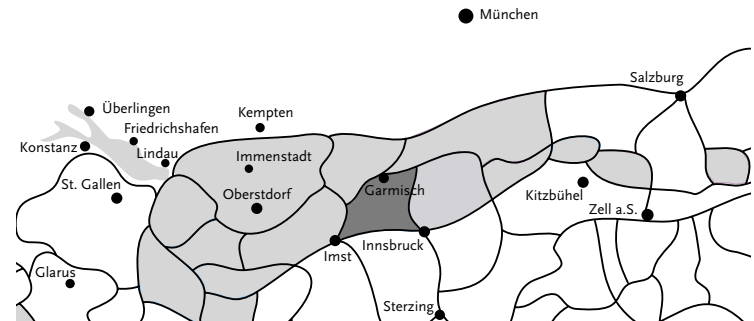 München
Salzburg
Überlingen
Kempten
Friedrichshafen
Konstanz
Lindau
Immenstadt
St. Gallen
Oberstdorf
Garmisch
Kitzbühel
Zell a.S.
Imst
Innsbruck
Glarus
Sterzing